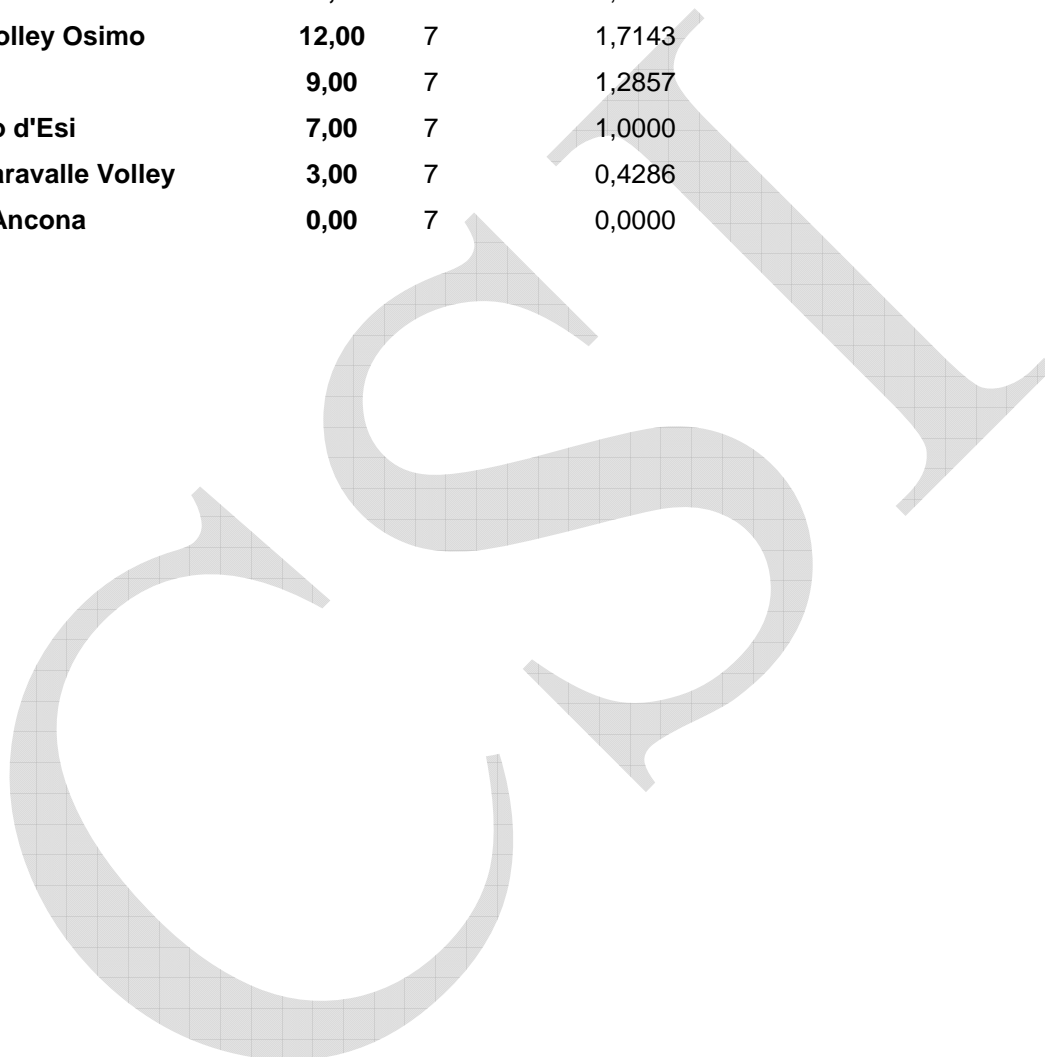 olley Osimo 12,00 7 1,7143
9,00 7 1,2857
o d'Esi 7,00 7 1,0000
aravalle Volley 3,00 7 0,4286
Ancona 0,00 7 0,0000
CSI